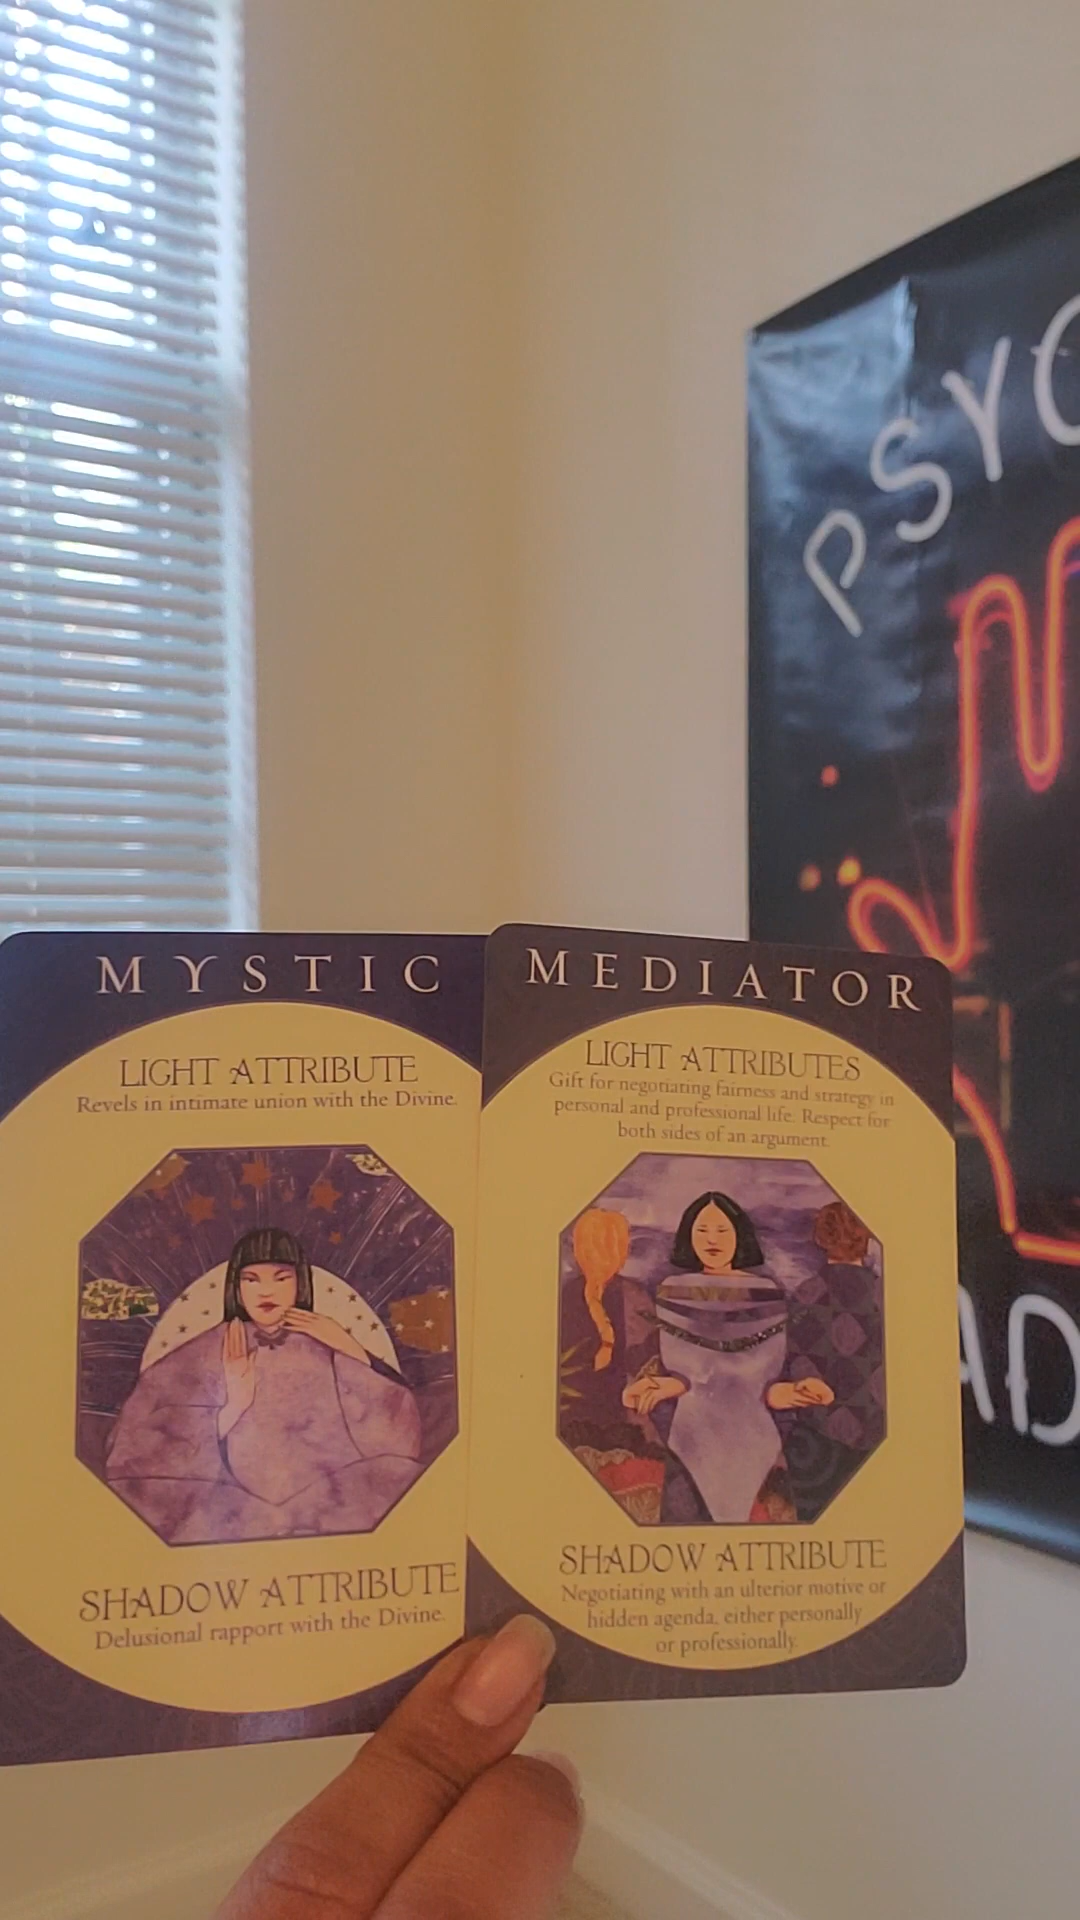 PSYC
AD
MYSTIC
LIGHT ATTRIBUTE
Revels in intimate union with the Divine.
SHADOW ATTRIBUTE
Delusional rapport with the Divine.
MEDIATOR
LIGHT ATTRIBUTES
Gift for negotiating fairness and strategy in
personal and professional life. Respect for
both sides of an argument.
SHADOW ATTRIBUTE
Negotiating with an ulterior motive or
hidden agenda, either personally
or professionally.